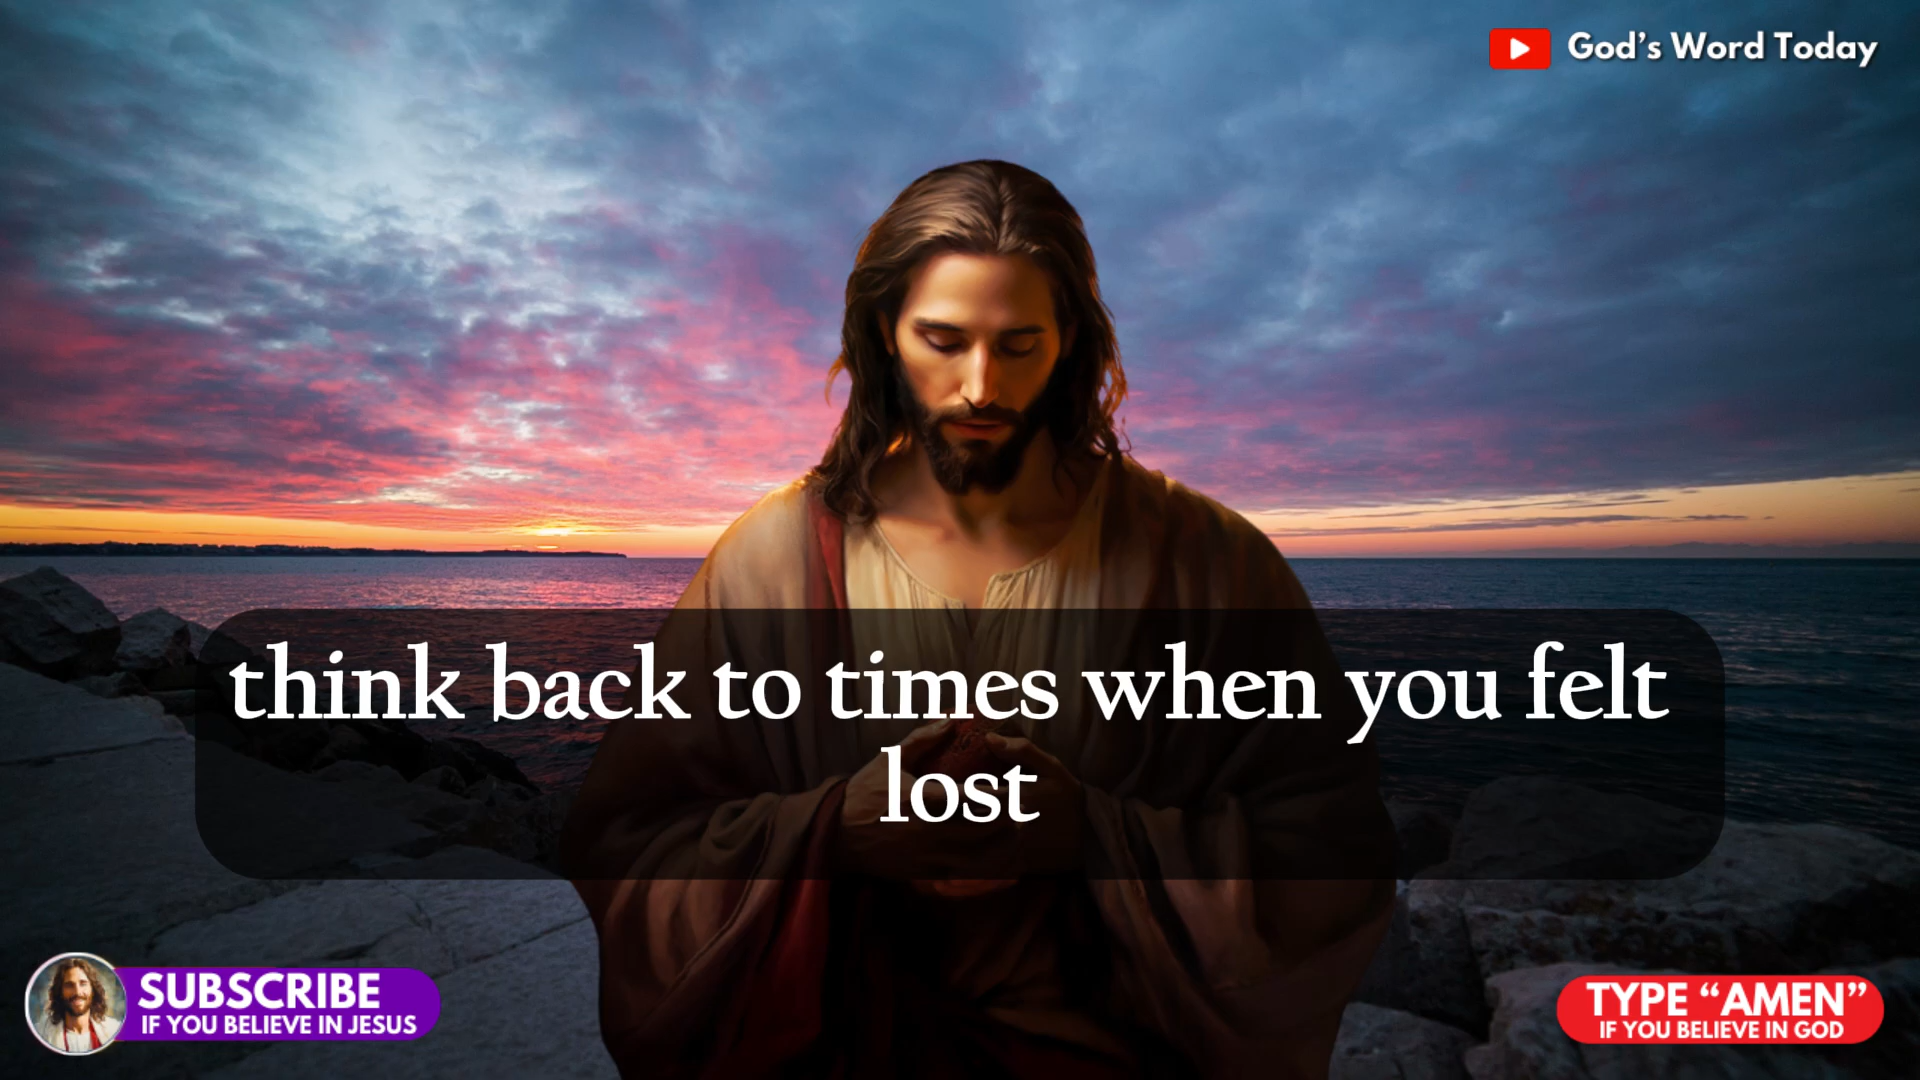 God’s Word Today
think back to times when you felt
lost
SUBSCRIBE
IF YOU BELIEVE IN JESUS
TYPE “AMEN”
IF YOU BELIEVE IN GOD